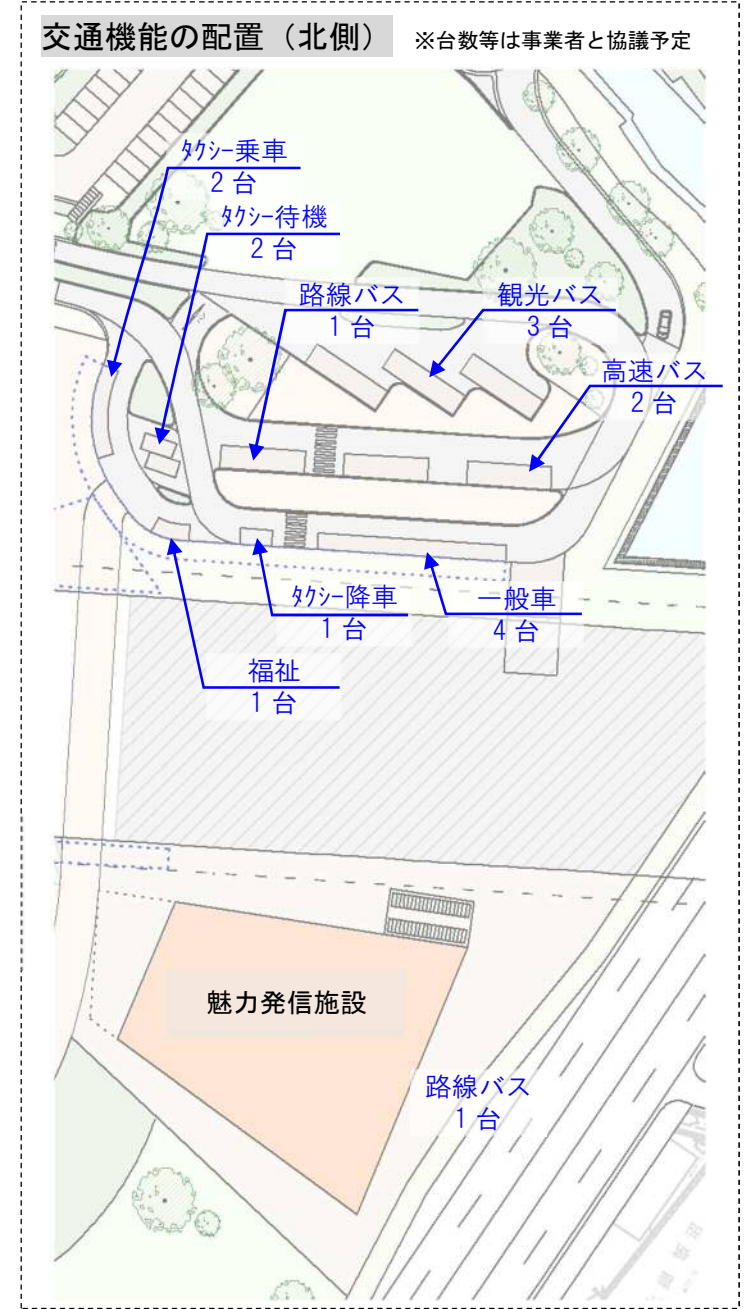 交通機能の配置（北側） ※台数等は事業者と協議予定
ﾀｸｼｰ乗車
2 台
ﾀｸｼｰ待機
2 台
路線バス
1 台
観光バス
3 台
高速バス
2 台
ﾀｸｼｰ降車
1 台
一般車
4 台
福祉
1 台
魅力発信施設
路線バス
1 台